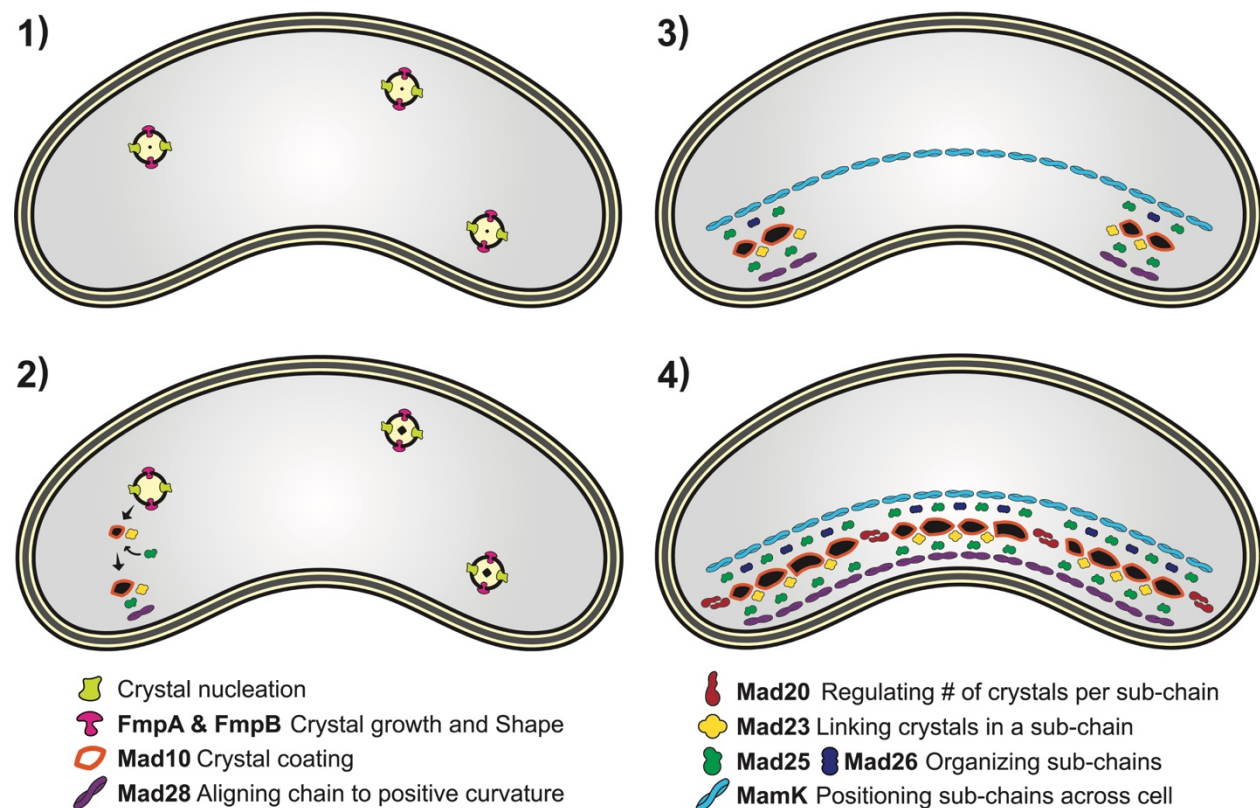 1)
3)
2)
4)
Crystal nucleation
FmpA & FmpB Crystal growth and Shape
Mad10 Crystal coating
Mad28 Aligning chain to positive curvature
Mad20 Regulating # of crystals per sub-chain
Mad23 Linking crystals in a sub-chain
Mad25 Mad26 Organizing sub-chains
MamK Positioning sub-chains across cell